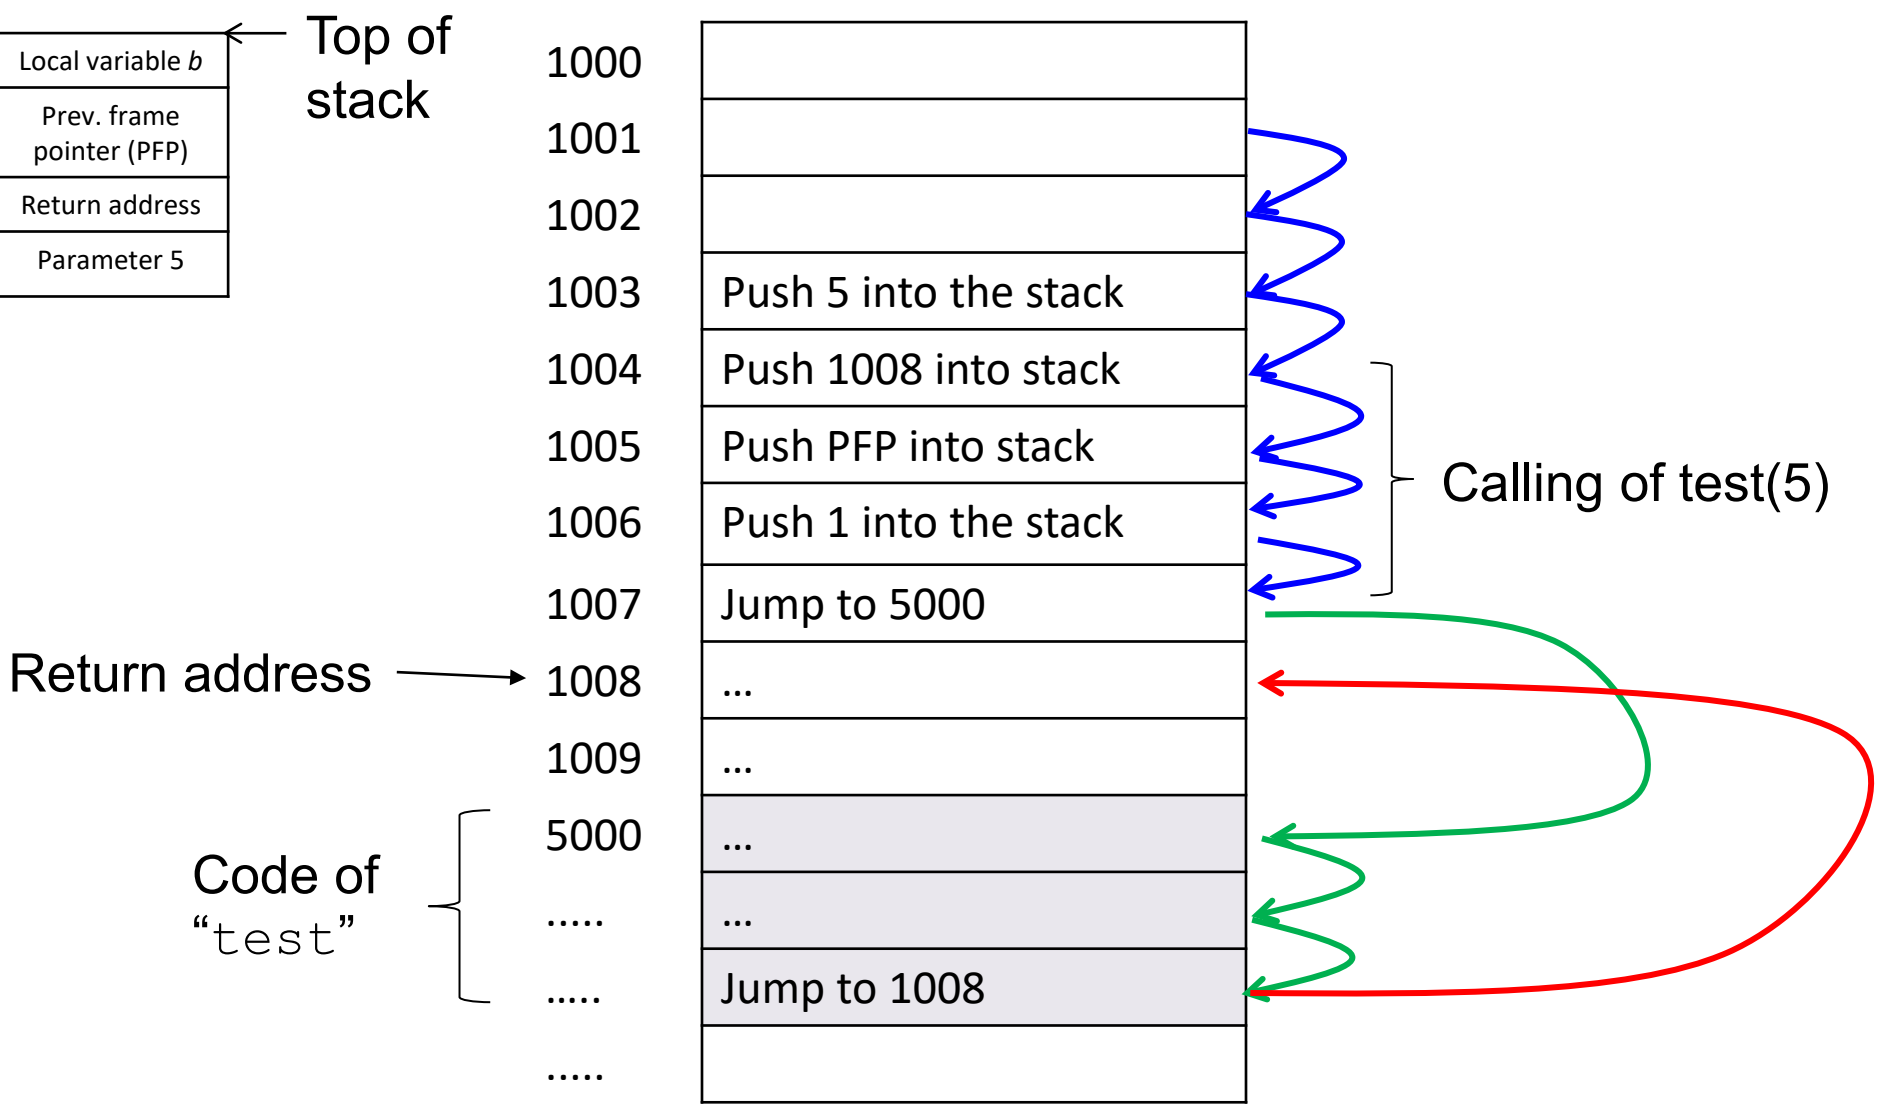 Top of
stack
Local variable b
Prev. frame
pointer (PFP)
Return address
Parameter 5
1000
1001
1002
1003 Push 5 into the stack
1004 Push 1008 into stack
1005 Push PFP into stack
1006 Push 1 into the stack
1007 Jump to 5000
Calling of test(5)
Return address
1008 ...
1009 ...
Code of
“test”
5000 ...
..... ...
..... Jump to 1008
.....